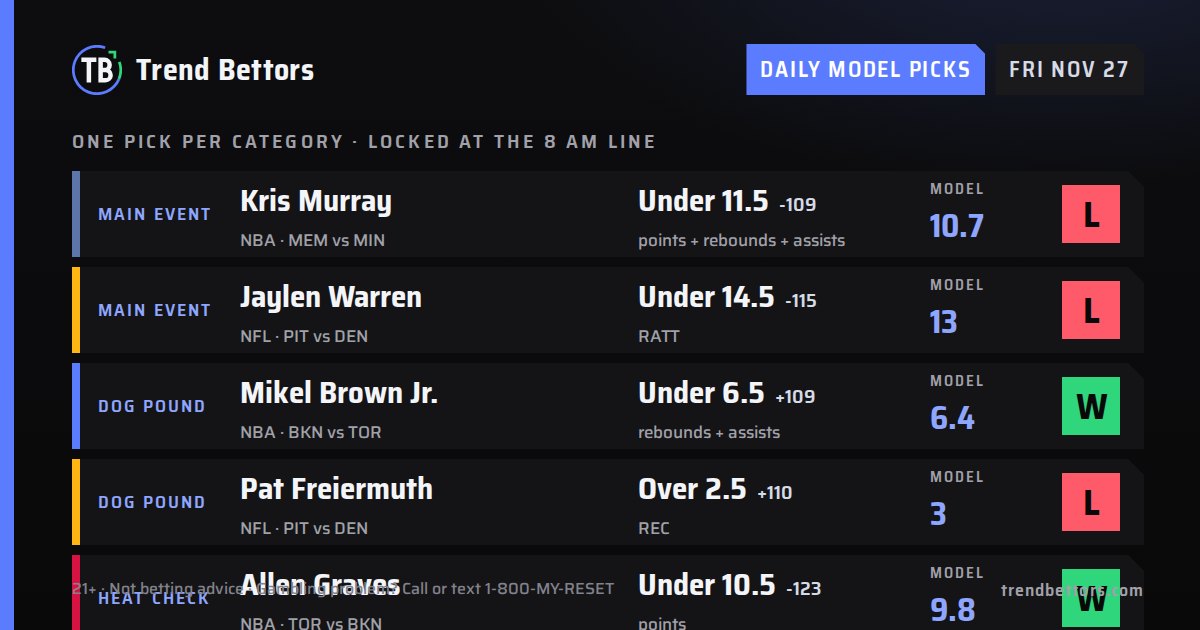 TB Trend Bettors
DAILY MODEL PICKS
FRI NOV 27
ONE PICK PER CATEGORY · LOCKED AT THE 8 AM LINE
MAIN EVENT
Kris Murray
NBA · MEM vs MIN
Under 11.5 -109
points + rebounds + assists
MODEL
10.7
L
MAIN EVENT
Jaylen Warren
NFL · PIT vs DEN
Under 14.5 -115
RATT
MODEL
13
L
DOG POUND
Mikel Brown Jr.
NBA · BKN vs TOR
Under 6.5 +109
rebounds + assists
MODEL
6.4
W
DOG POUND
Pat Freiermuth
NFL · PIT vs DEN
Over 2.5 +110
REC
MODEL
3
L
HEAT CHECK
Allen Graves
NBA · TOR vs BKN
Under 10.5 -123
points
MODEL
9.8
W
21+ · Not betting advice · Gambling problem? Call or text 1-800-MY-RESET
trendbettors.com